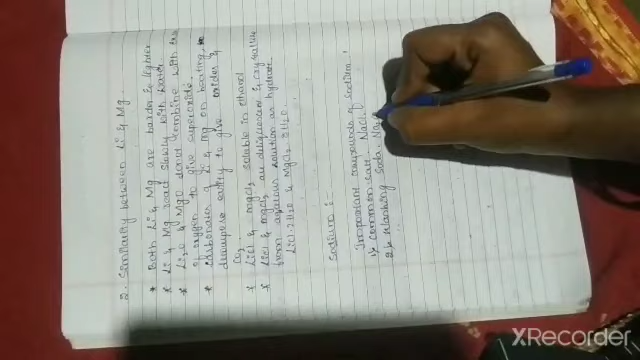 2. Similarity between Li & Mg
* Both Li & Mg are harder & lighter
* Li & Mg react slowly with water
* Li2O & MgO donot combine with
oxygen to give superoxide.
* Carbonates of Li & Mg on heating,
decompose easily to give oxides &
CO2
* LiCl & MgCl2 soluble in ethanol
* LiCl & MgCl2 are deliquescent & crystallise
from aqueous solution as hydrate
LiCl.2H2O & MgCl2.8H2O.
Sodium :-
Important compounds of sodium :
1) Common salt. NaCl.
2) Washing Soda. Na
XRecorder